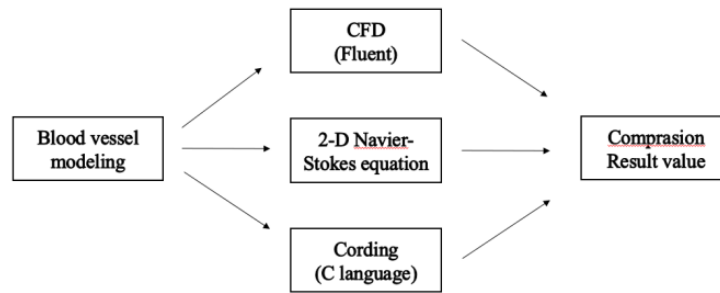 CFD
(Fluent)
Blood vessel
modeling
2-D Navier-
Stokes equation
Comprasion
Result value
Cording
(C language)